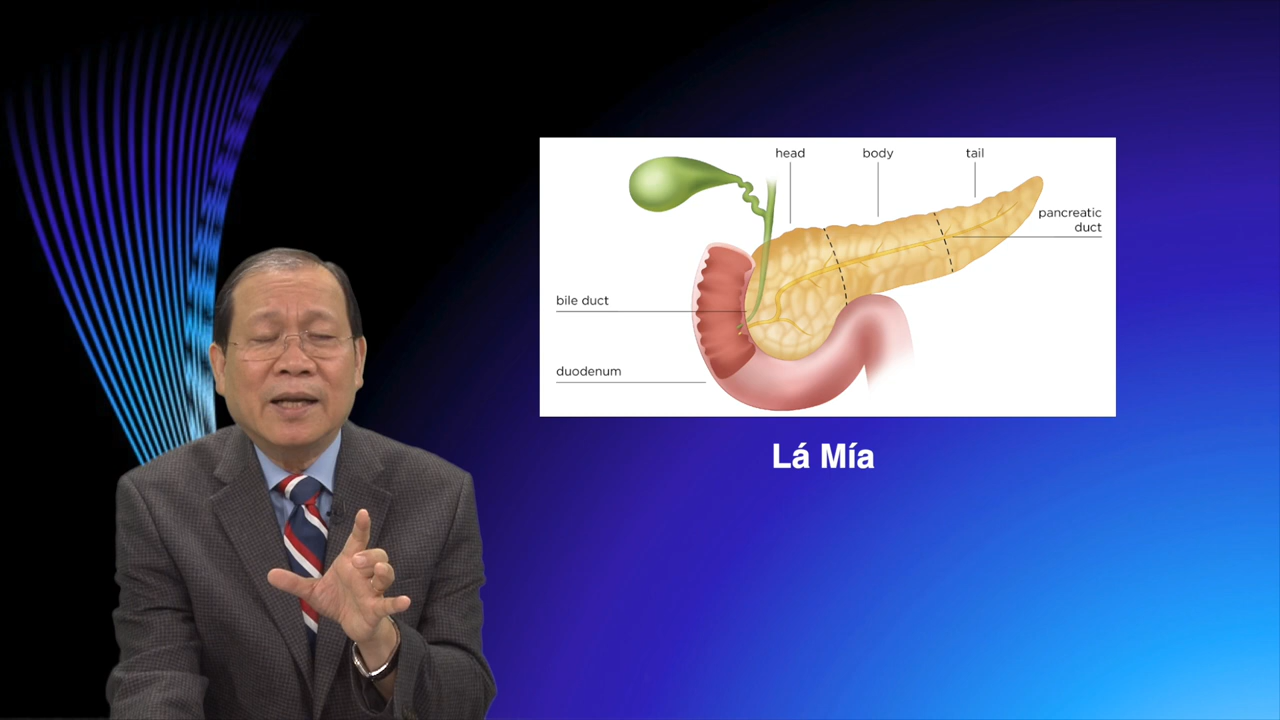 head
body
tail
pancreatic
duct
bile duct
duodenum
Lá Mía